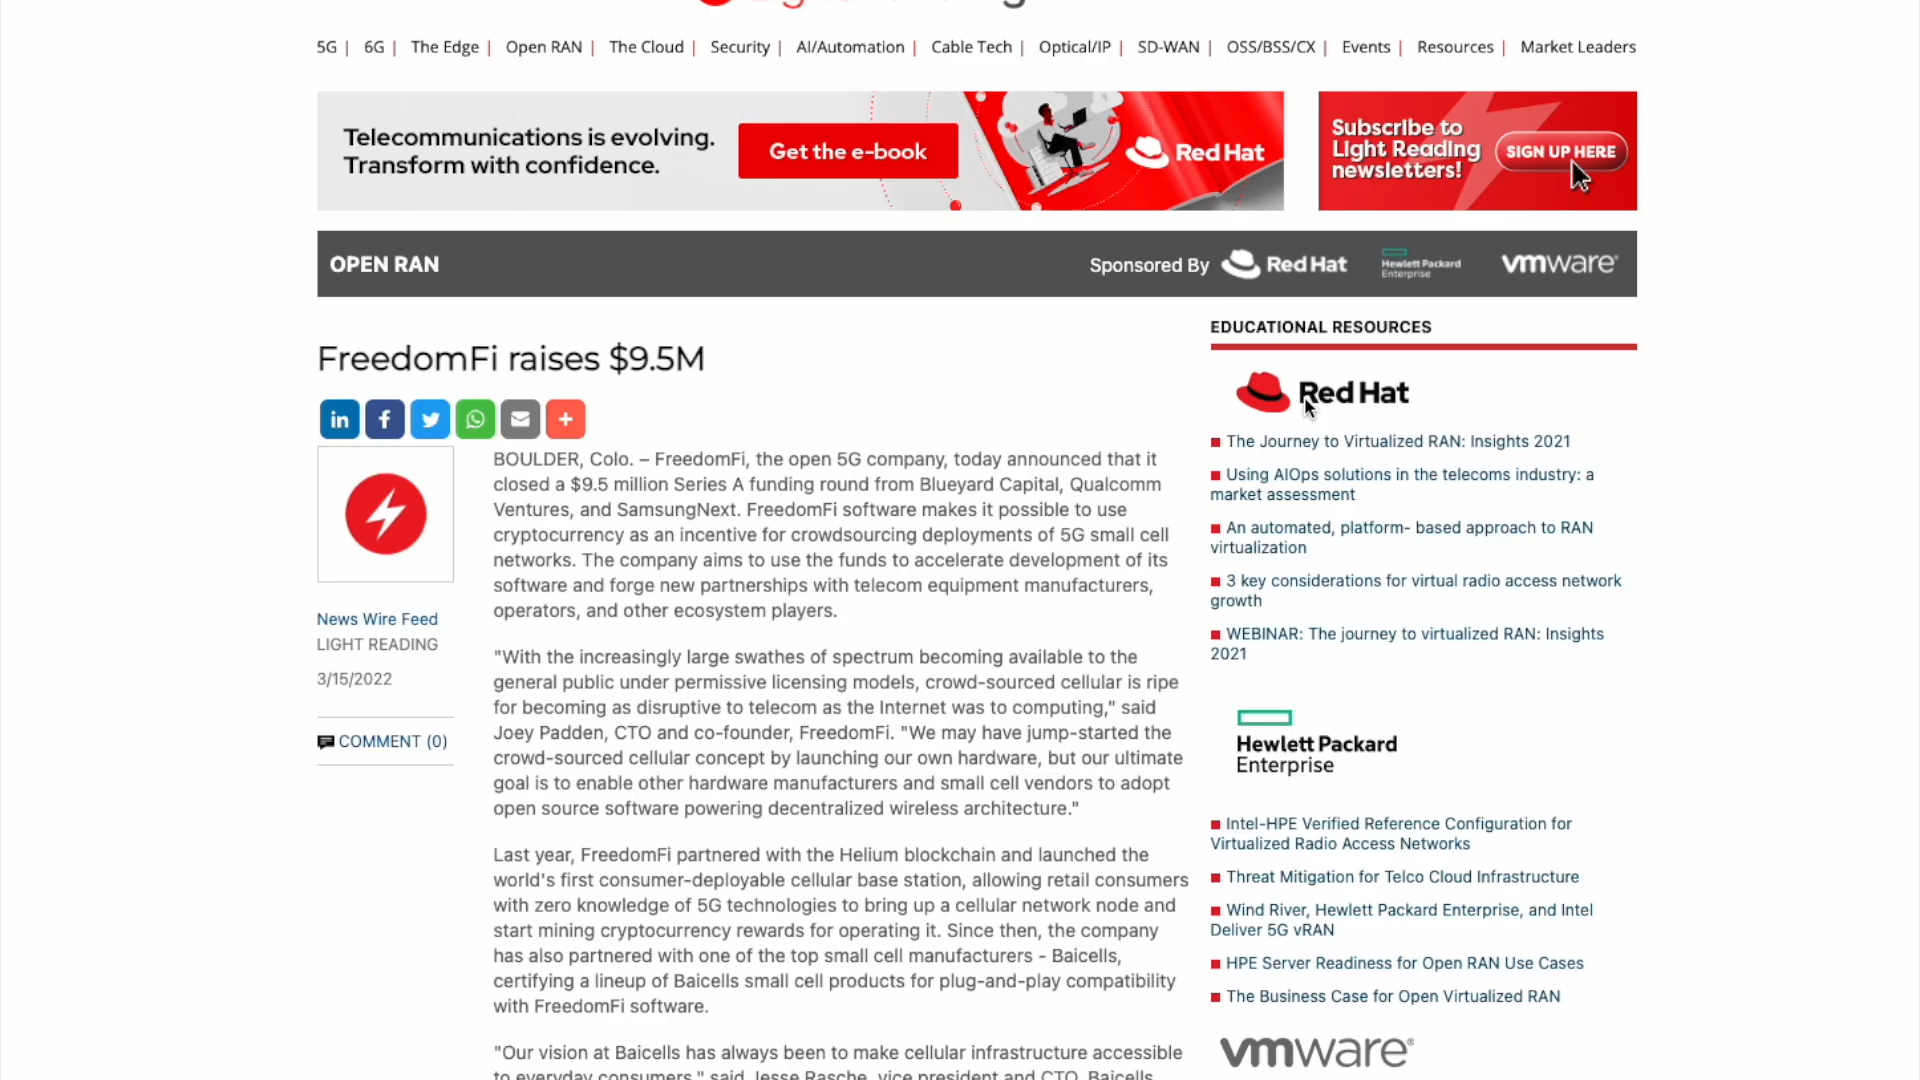 5G | 6G | The Edge | Open RAN | The Cloud | Security | AI/Automation | Cable Tech | Optical/IP | SD-WAN | OSS/BSS/CX | Events | Resources | Market Leaders
Telecommunications is evolving.
Transform with confidence.
Get the e-book
Red Hat
Subscribe to
Light Reading
newsletters!
SIGN UP HERE
OPEN RAN
Sponsored By
Red Hat
Hewlett Packard
Enterprise
vmware®
FreedomFi raises $9.5M
in
News Wire Feed
LIGHT READING
3/15/2022
COMMENT (0)
BOULDER, Colo. – FreedomFi, the open 5G company, today announced that it
closed a $9.5 million Series A funding round from Blueyard Capital, Qualcomm
Ventures, and SamsungNext. FreedomFi software makes it possible to use
cryptocurrency as an incentive for crowdsourcing deployments of 5G small cell
networks. The company aims to use the funds to accelerate development of its
software and forge new partnerships with telecom equipment manufacturers,
operators, and other ecosystem players.
"With the increasingly large swathes of spectrum becoming available to the
general public under permissive licensing models, crowd-sourced cellular is ripe
for becoming as disruptive to telecom as the Internet was to computing," said
Joey Padden, CTO and co-founder, FreedomFi. "We may have jump-started the
crowd-sourced cellular concept by launching our own hardware, but our ultimate
goal is to enable other hardware manufacturers and small cell vendors to adopt
open source software powering decentralized wireless architecture."
Last year, FreedomFi partnered with the Helium blockchain and launched the
world's first consumer-deployable cellular base station, allowing retail consumers
with zero knowledge of 5G technologies to bring up a cellular network node and
start mining cryptocurrency rewards for operating it. Since then, the company
has also partnered with one of the top small cell manufacturers - Baicells,
certifying a lineup of Baicells small cell products for plug-and-play compatibility
with FreedomFi software.
"Our vision at Baicells has always been to make cellular infrastructure accessible
to everyday consumers," said Jesse Rasche, vice president and CTO, Baicells
EDUCATIONAL RESOURCES
Red Hat
The Journey to Virtualized RAN: Insights 2021
Using AIOps solutions in the telecoms industry: a
market assessment
An automated, platform- based approach to RAN
virtualization
3 key considerations for virtual radio access network
growth
WEBINAR: The journey to virtualized RAN: Insights
2021
Hewlett Packard
Enterprise
Intel-HPE Verified Reference Configuration for
Virtualized Radio Access Networks
Threat Mitigation for Telco Cloud Infrastructure
Wind River, Hewlett Packard Enterprise, and Intel
Deliver 5G vRAN
HPE Server Readiness for Open RAN Use Cases
The Business Case for Open Virtualized RAN
vmware®